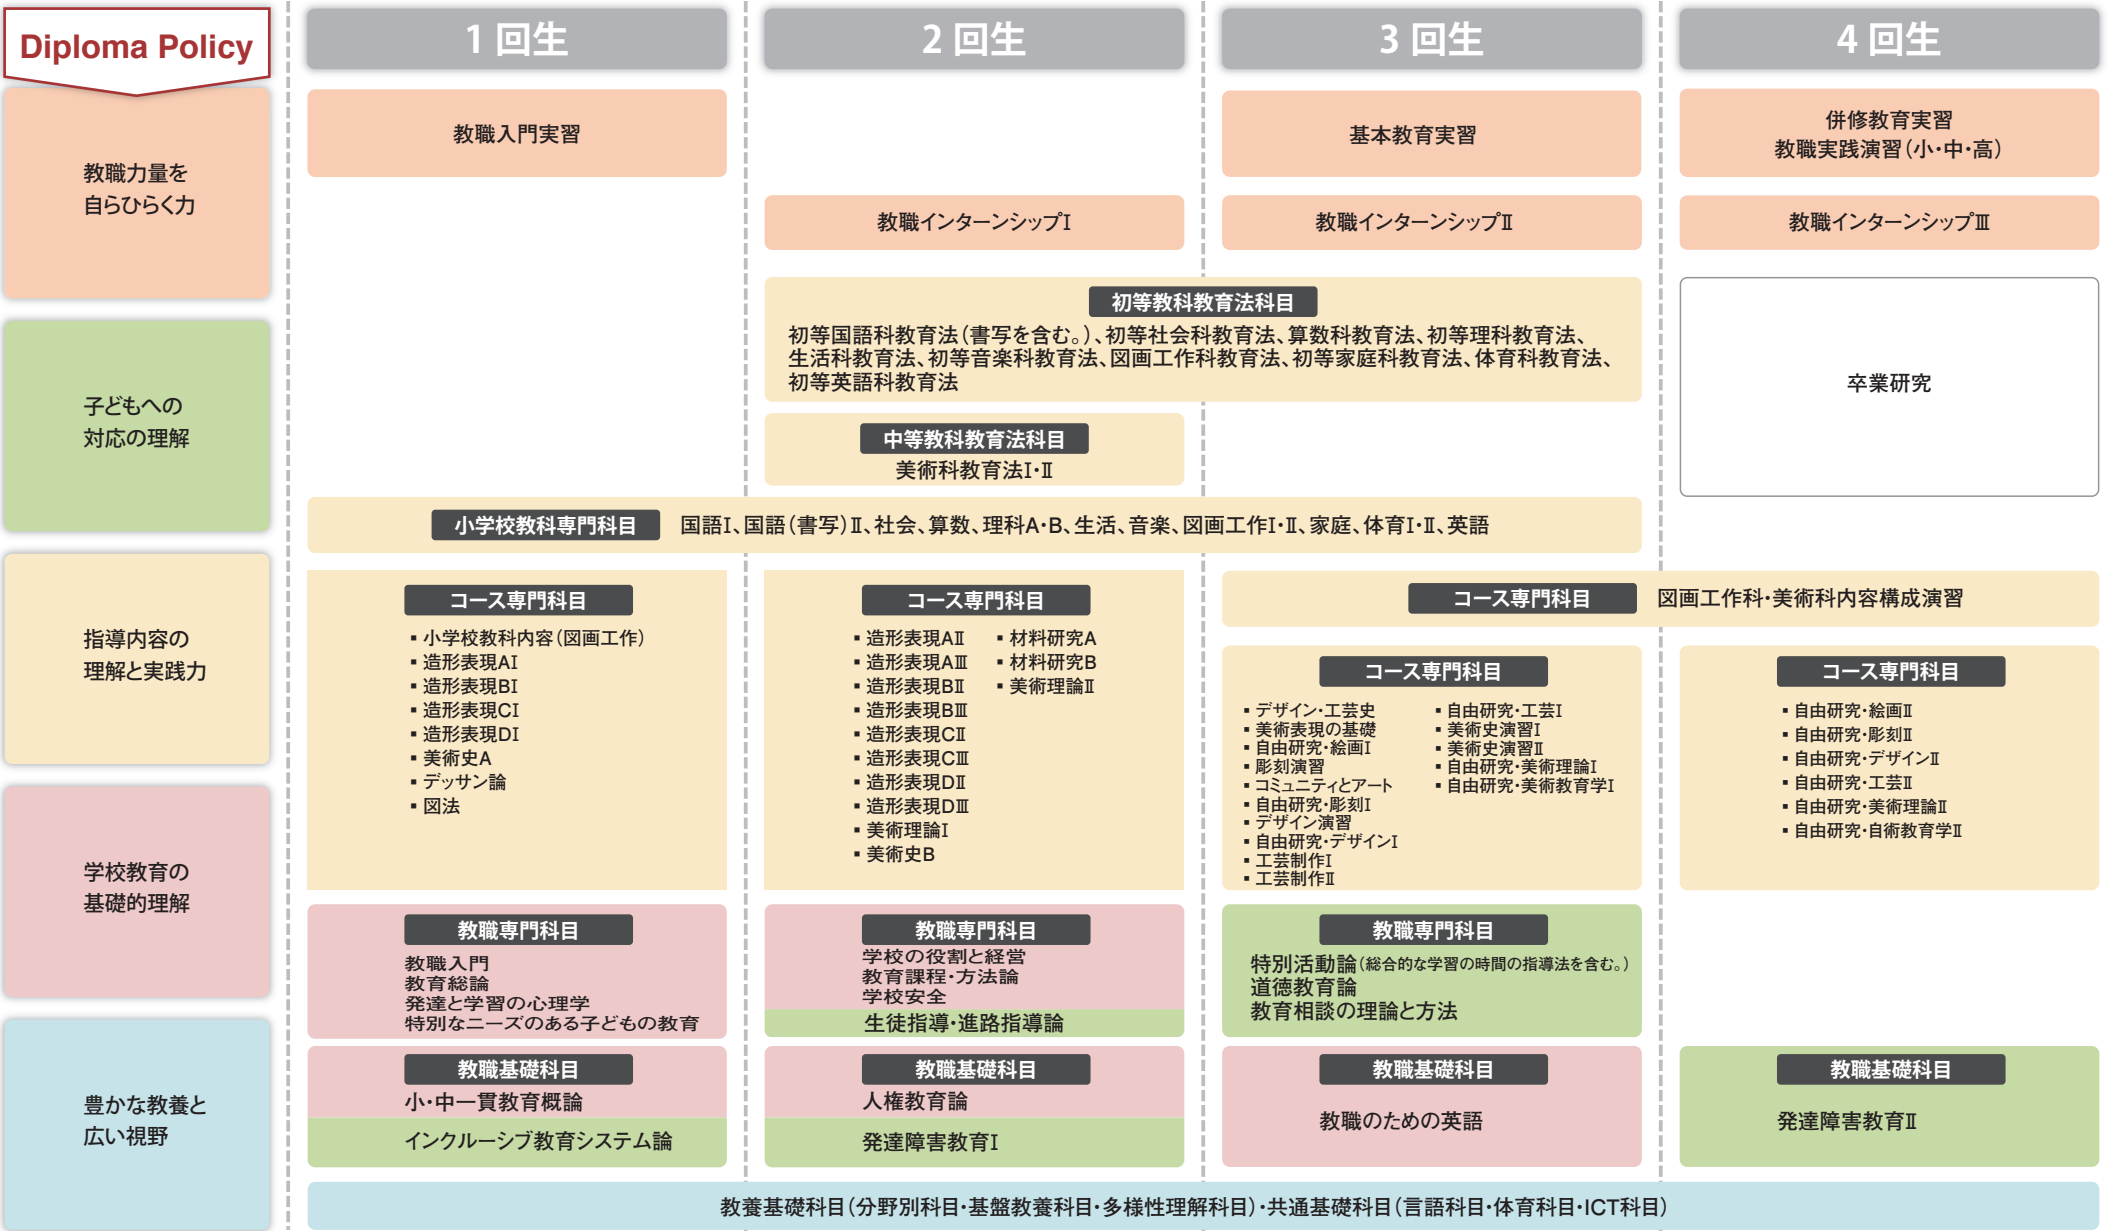 Diploma Policy
1 回生
2 回生
3 回生
4 回生
教職力量を
自らひらく力
教職入門実習
基本教育実習
併修教育実習
教職実践演習(小・中・高)
教職インターンシップⅠ
教職インターンシップⅡ
教職インターンシップⅢ
子どもへの
対応の理解
初等教科教育法科目
初等国語科教育法(書写を含む。)、初等社会科教育法、算数科教育法、初等理科教育法、
生活科教育法、初等音楽科教育法、図画工作科教育法、初等家庭科教育法、体育科教育法、
初等英語科教育法
卒業研究
中等教科教育法科目
美術科教育法Ⅰ・Ⅱ
小学校教科専門科目 国語Ⅰ、国語(書写)Ⅱ、社会、算数、理科A・B、生活、音楽、図画工作Ⅰ・Ⅱ、家庭、体育Ⅰ・Ⅱ、英語
指導内容の
理解と実践力
コース専門科目
▪ 小学校教科内容(図画工作)
▪ 造形表現AⅠ
▪ 造形表現BⅠ
▪ 造形表現CⅠ
▪ 造形表現DⅠ
▪ 美術史A
▪ デッサン論
▪ 図法
コース専門科目
▪ 造形表現AⅡ
▪ 造形表現AⅢ
▪ 造形表現BⅡ
▪ 造形表現BⅢ
▪ 造形表現CⅡ
▪ 造形表現CⅢ
▪ 造形表現DⅡ
▪ 造形表現DⅢ
▪ 美術理論Ⅰ
▪ 美術史B
▪ 材料研究A
▪ 材料研究B
▪ 美術理論Ⅱ
コース専門科目 図画工作科・美術科内容構成演習
コース専門科目
▪ デザイン・工芸史
▪ 美術表現の基礎
▪ 自由研究・絵画Ⅰ
▪ 彫刻演習
▪ コミュニティとアート
▪ 自由研究・彫刻Ⅰ
▪ デザイン演習
▪ 自由研究・デザインⅠ
▪ 工芸制作Ⅰ
▪ 工芸制作Ⅱ
▪ 自由研究・工芸Ⅰ
▪ 美術史演習Ⅰ
▪ 美術史演習Ⅱ
▪ 自由研究・美術理論Ⅰ
▪ 自由研究・美術教育学Ⅰ
コース専門科目
▪ 自由研究・絵画Ⅱ
▪ 自由研究・彫刻Ⅱ
▪ 自由研究・デザインⅡ
▪ 自由研究・工芸Ⅱ
▪ 自由研究・美術理論Ⅱ
▪ 自由研究・自術教育学Ⅱ
学校教育の
基礎的理解
教職専門科目
教職入門
教育総論
発達と学習の心理学
特別なニーズのある子どもの教育
教職専門科目
学校の役割と経営
教育課程・方法論
学校安全
生徒指導・進路指導論
教職専門科目
特別活動論(総合的な学習の時間の指導法を含む。)
道徳教育論
教育相談の理論と方法
豊かな教養と
広い視野
教職基礎科目
小・中一貫教育概論
インクルーシブ教育システム論
教職基礎科目
人権教育論
発達障害教育Ⅰ
教職基礎科目
教職のための英語
教職基礎科目
発達障害教育Ⅱ
教養基礎科目(分野別科目・基盤教養科目・多様性理解科目)・共通基礎科目(言語科目・体育科目・ICT科目)